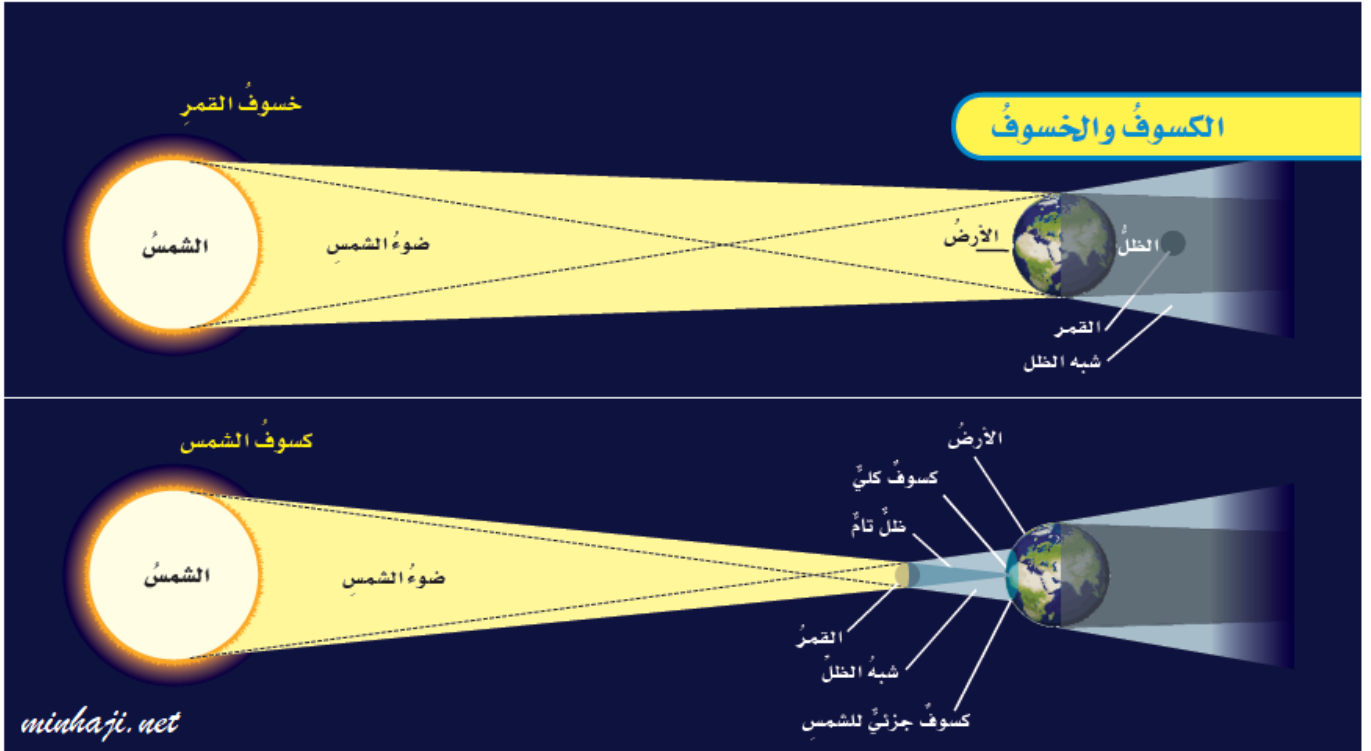 الكسوفُ والخسوفُ
خسوفُ القمرِ
الشمسُ
ضوءُ الشمسِ
الأرضُ
الظلُّ
القمر
شبه الظل
كسوفُ الشمس
الشمسُ
ضوءُ الشمسِ
الأرضُ
كسوفٌ كليٌّ
ظلٌّ تامٌّ
القمرُ
شبهُ الظلِّ
كسوفٌ جزئيٌّ للشمسِ
minhaji.net